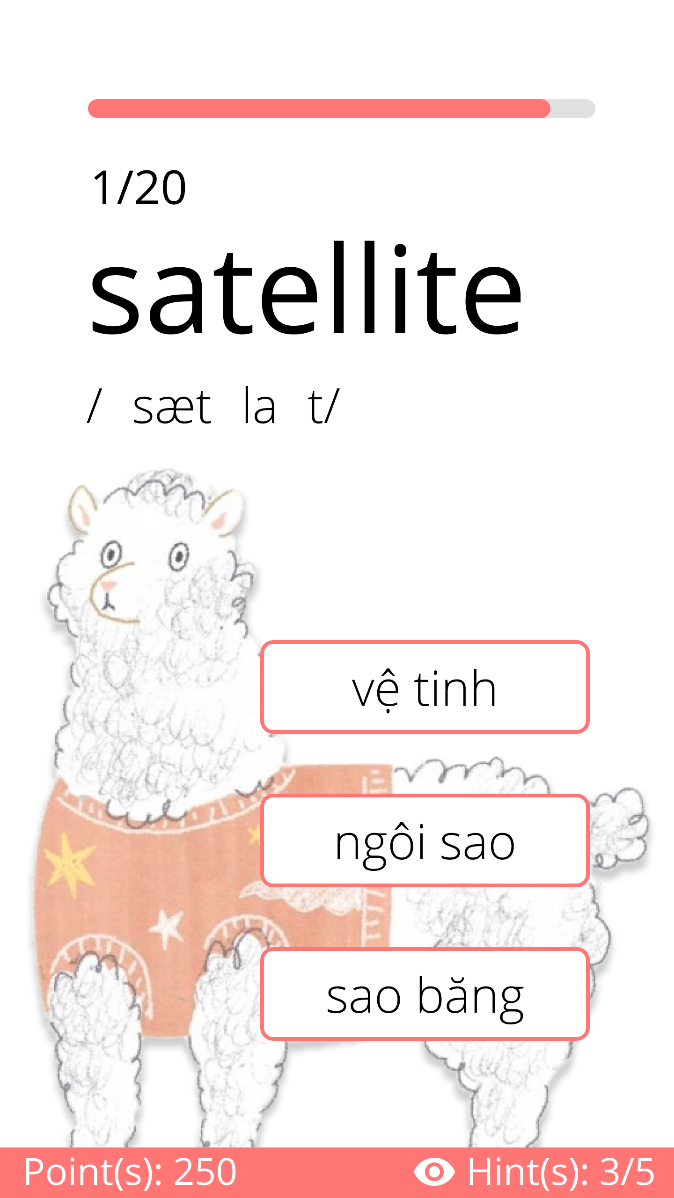 1/20
satellite
/ sæt la t/
vệ tinh
ngôi sao
sao băng
Point(s): 250
Hint(s): 3/5